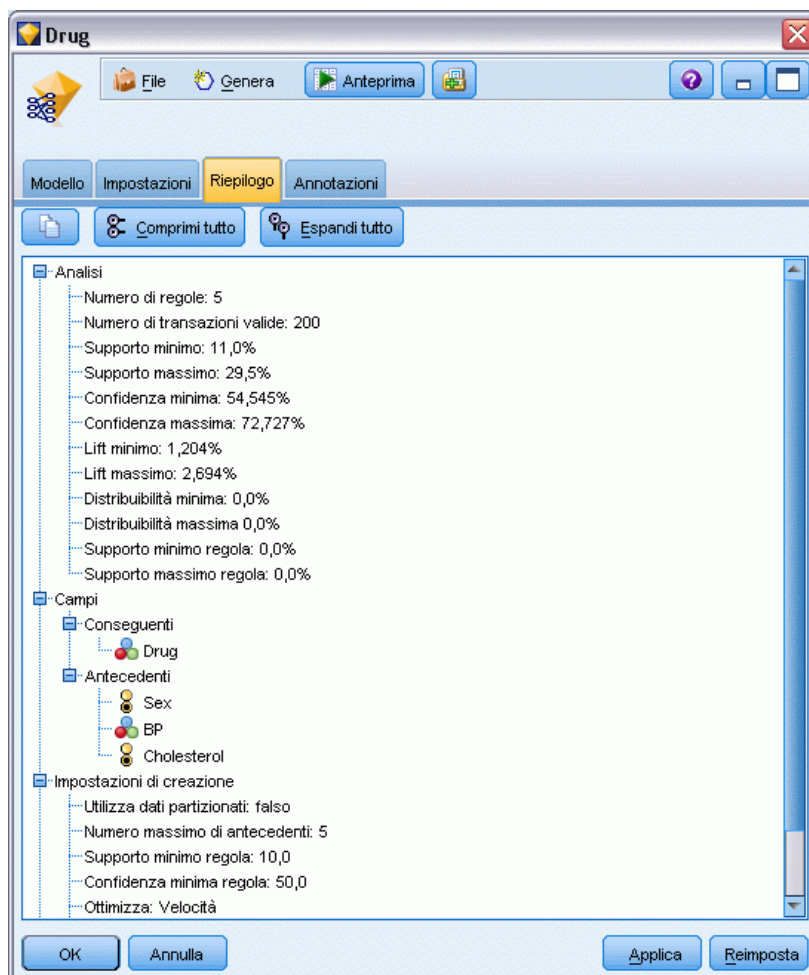 Drug
File Genera Anteprima
Modello Impostazioni Riepilogo Annotazioni
Comprimi tutto Espandi tutto
Analisi
Numero di regole: 5
Numero di transazioni valide: 200
Supporto minimo: 11,0%
Supporto massimo: 29,5%
Confidenza minima: 54,545%
Confidenza massima: 72,727%
Lift minimo: 1,204%
Lift massimo: 2,694%
Distribuibilità minima: 0,0%
Distribuibilità massima 0,0%
Supporto minimo regola: 0,0%
Supporto massimo regola: 0,0%
Campi
Conseguenti
Drug
Antecedenti
Sex
BP
Cholesterol
Impostazioni di creazione
Utilizza dati partizionati: falso
Numero massimo di antecedenti: 5
Supporto minimo regola: 10,0
Confidenza minima regola: 50,0
Ottimizza: Velocità
OK Annulla Applica Reimposta